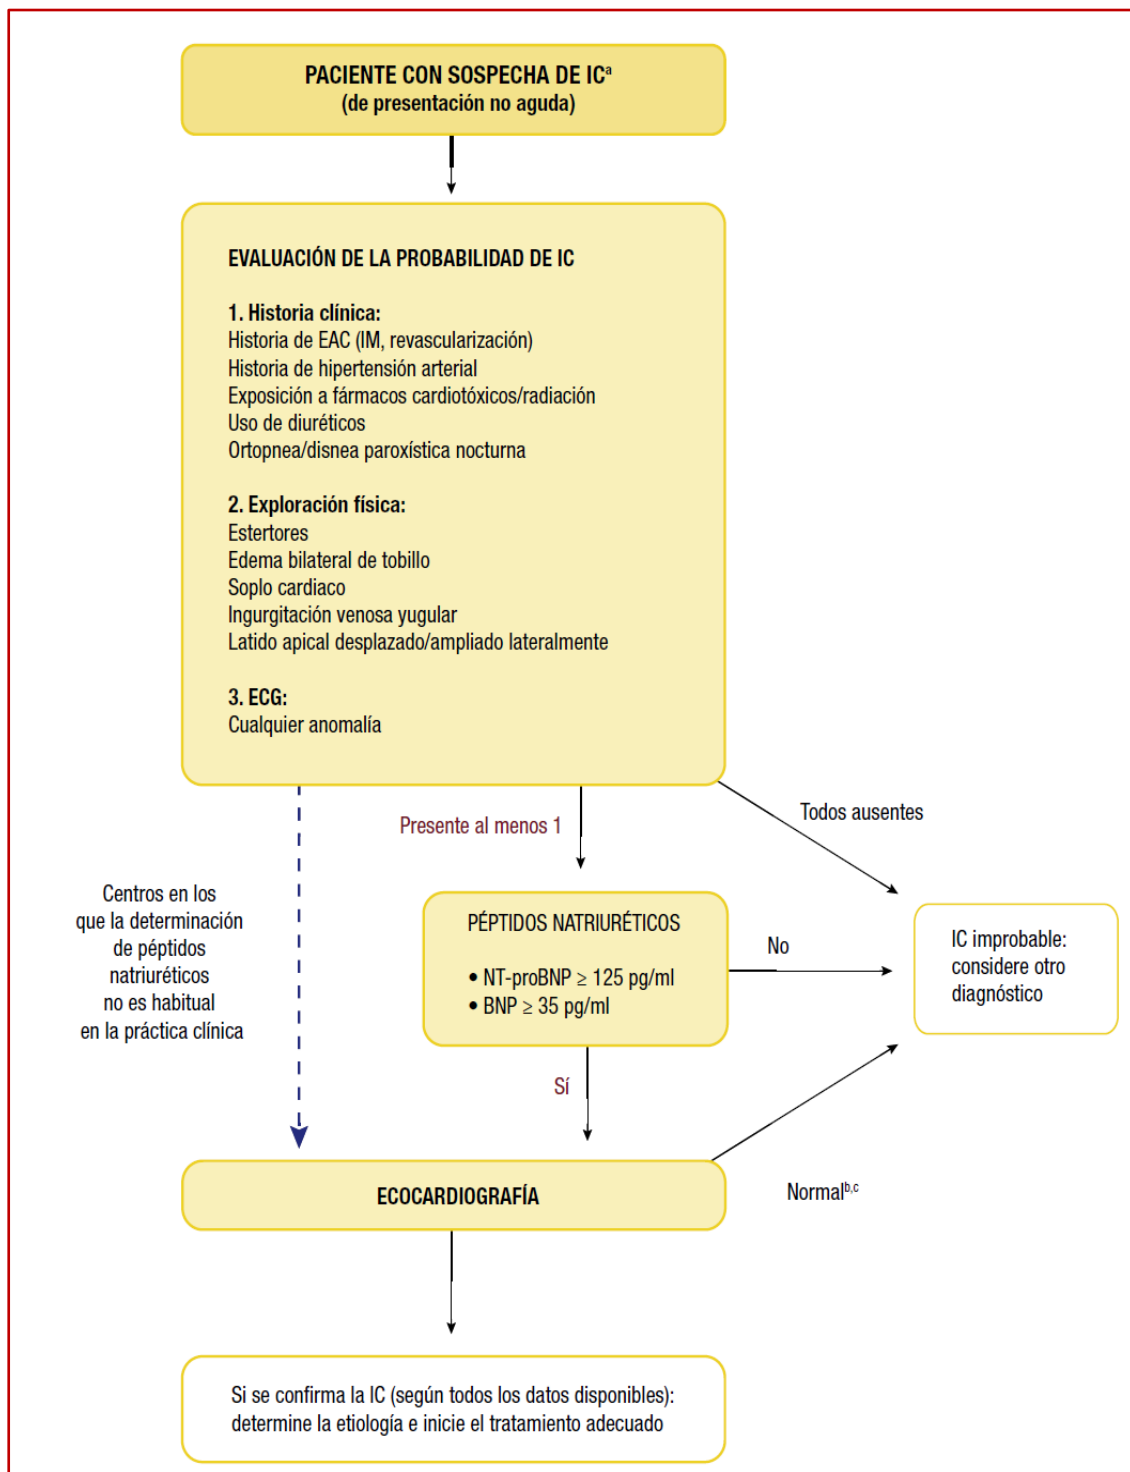 PACIENTE CON SOSPECHA DE ICª
(de presentación no aguda)
EVALUACIÓN DE LA PROBABILIDAD DE IC
1. Historia clínica:
Historia de EAC (IM, revascularización)
Historia de hipertensión arterial
Exposición a fármacos cardiotóxicos/radiación
Uso de diuréticos
Ortopnea/disnea paroxística nocturna
2. Exploración física:
Estertores
Edema bilateral de tobillo
Soplo cardiaco
Ingurgitación venosa yugular
Latido apical desplazado/ampliado lateralmente
3. ECG:
Cualquier anomalía
Presente al menos 1
Todos ausentes
Centros en los
que la determinación
de péptidos
natriuréticos
no es habitual
en la práctica clínica
PÉPTIDOS NATRIURÉTICOS
• NT-proBNP ≥ 125 pg/ml
• BNP ≥ 35 pg/ml
No
IC improbable:
considere otro
diagnóstico
Sí
ECOCARDIOGRAFÍA
Normalᵇ,ᶜ
Si se confirma la IC (según todos los datos disponibles):
determine la etiología e inicie el tratamiento adecuado